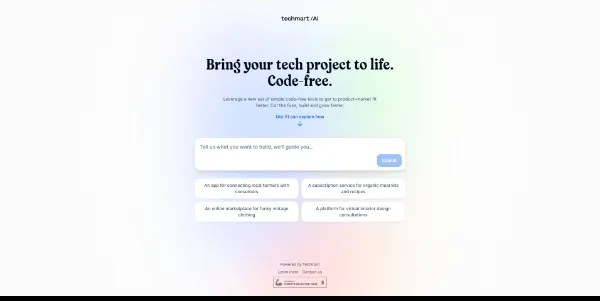 techmart /AI
Bring your tech project to life.
Code-free.
Leverage a new set of simple code-free tools to get to product-market fit
faster. Cut the fuss, build and grow faster.
Our AI can explain how
Tell us what you want to build, we'll guide you...
Submit
An app for connecting local farmers with
consumers
A subscription service for organic mealkits
and recipes
An online marketplace for funky vintage
clothing
A platform for virtual interior design
consultations
Powered by Techmart
Learn more Contact us